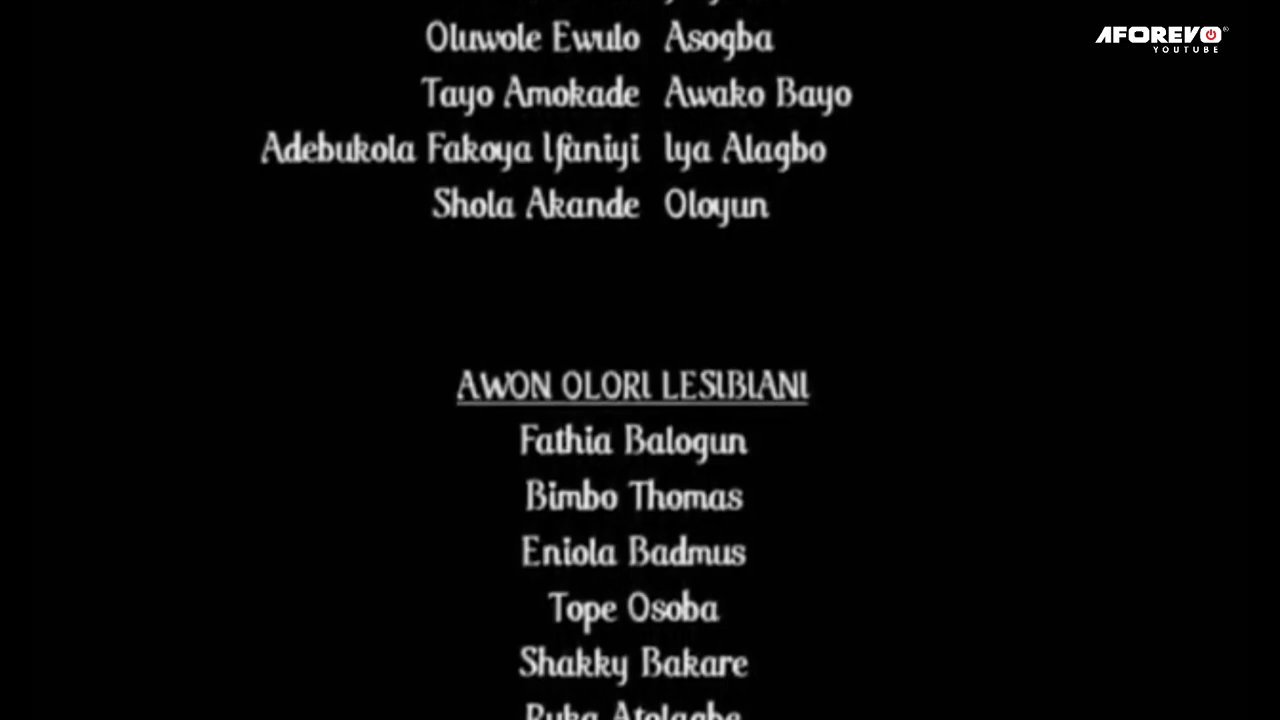 AFOREVO
YOUTUBE
Oluwole Ewulo Asogba
Tayo Amokade Awako Bayo
Adebukola Fakoya Ifaniyi Iya Alagbo
Shola Akande Oloyun
AWON OLORI LESIBIANI
Fathia Balogun
Bimbo Thomas
Eniola Badmus
Tope Osoba
Shakky Bakare